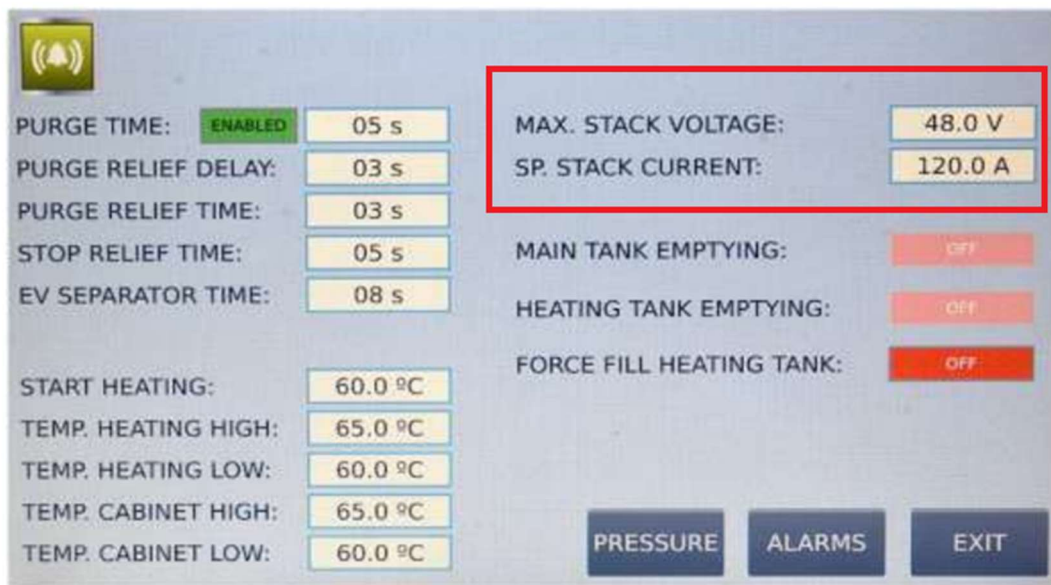 PURGE TIME: ENABLED 05 s
PURGE RELIEF DELAY: 03 s
PURGE RELIEF TIME: 03 s
STOP RELIEF TIME: 05 s
EV SEPARATOR TIME: 08 s
START HEATING: 60.0 ºC
TEMP. HEATING HIGH: 65.0 ºC
TEMP. HEATING LOW: 60.0 ºC
TEMP. CABINET HIGH: 65.0 ºC
TEMP. CABINET LOW: 60.0 ºC
MAX. STACK VOLTAGE: 48.0 V
SP. STACK CURRENT: 120.0 A
MAIN TANK EMPTYING: OFF
HEATING TANK EMPTYING: OFF
FORCE FILL HEATING TANK: OFF
PRESSURE ALARMS EXIT